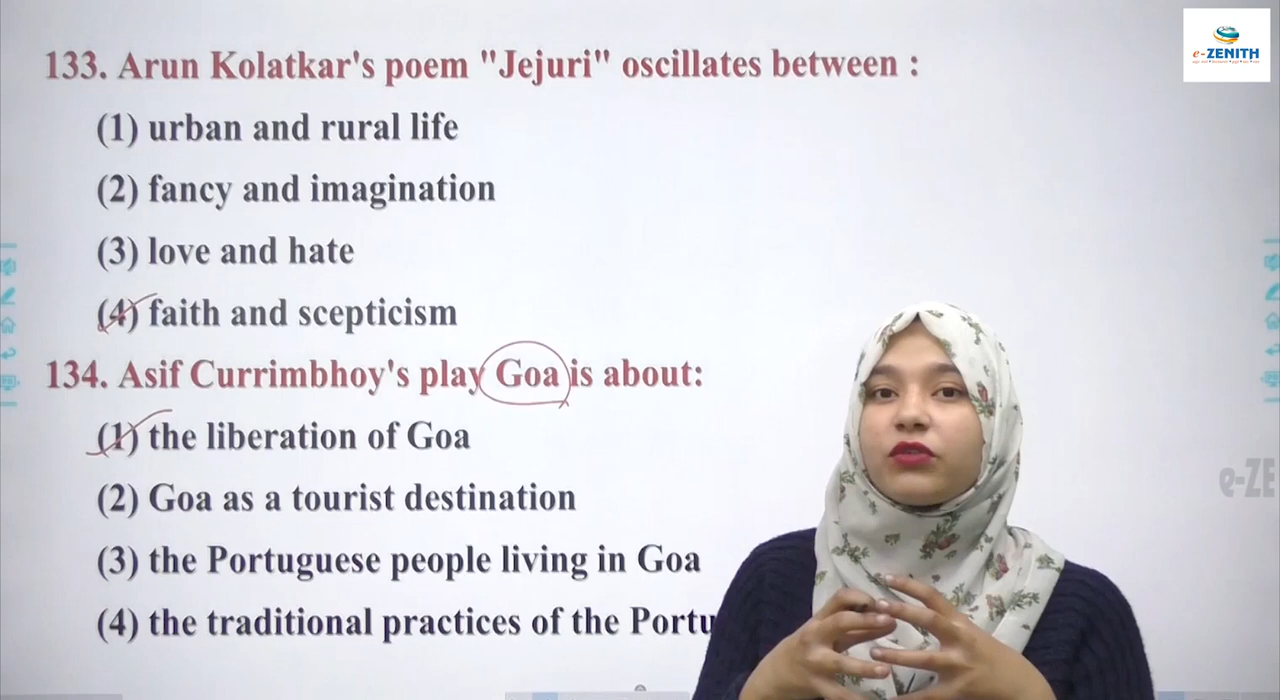 133. Arun Kolatkar's poem "Jejuri" oscillates between :
(1) urban and rural life
(2) fancy and imagination
(3) love and hate
(4) faith and scepticism
134. Asif Currimbhoy's play Goa is about:
(1) the liberation of Goa
(2) Goa as a tourist destination
(3) the Portuguese people living in Goa
(4) the traditional practices of the Portu
e-ZENITH
e-ZE